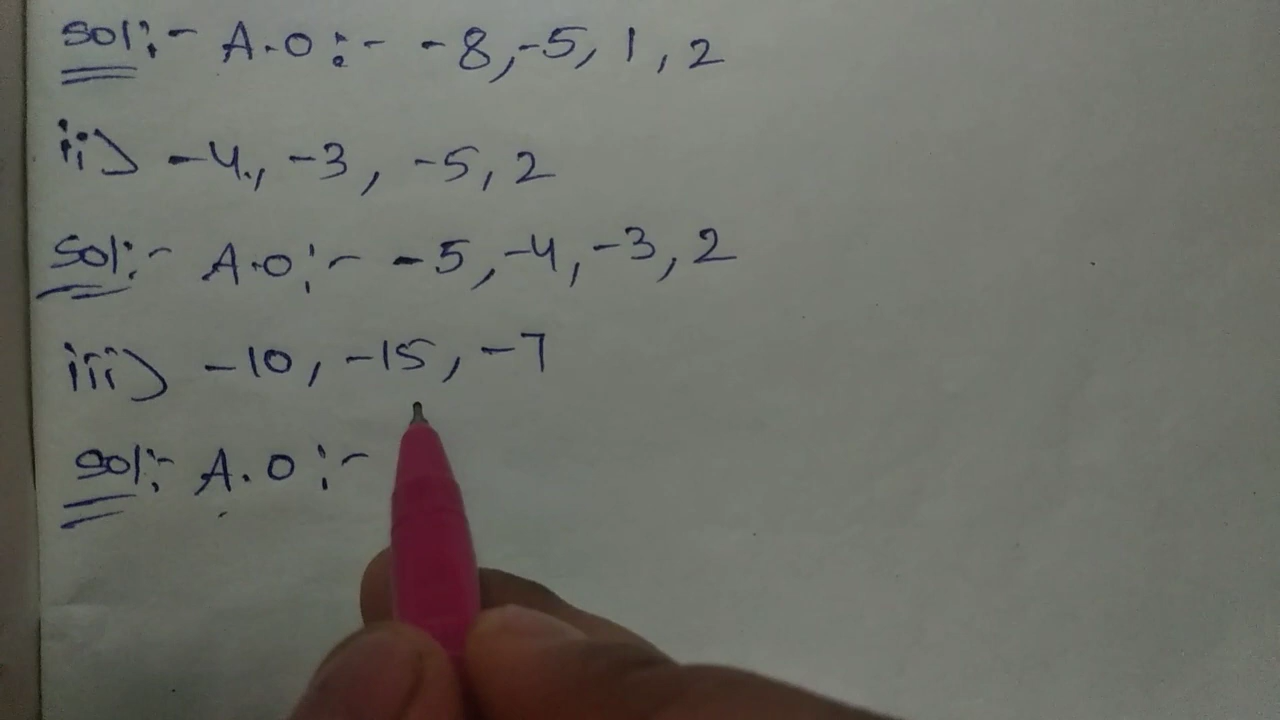 Sol:- A.O:- -8, -5, 1, 2
ii) -4, -3, -5, 2
Sol:- A.O:- -5, -4, -3, 2
iii) -10, -15, -7
Sol:- A.O:-